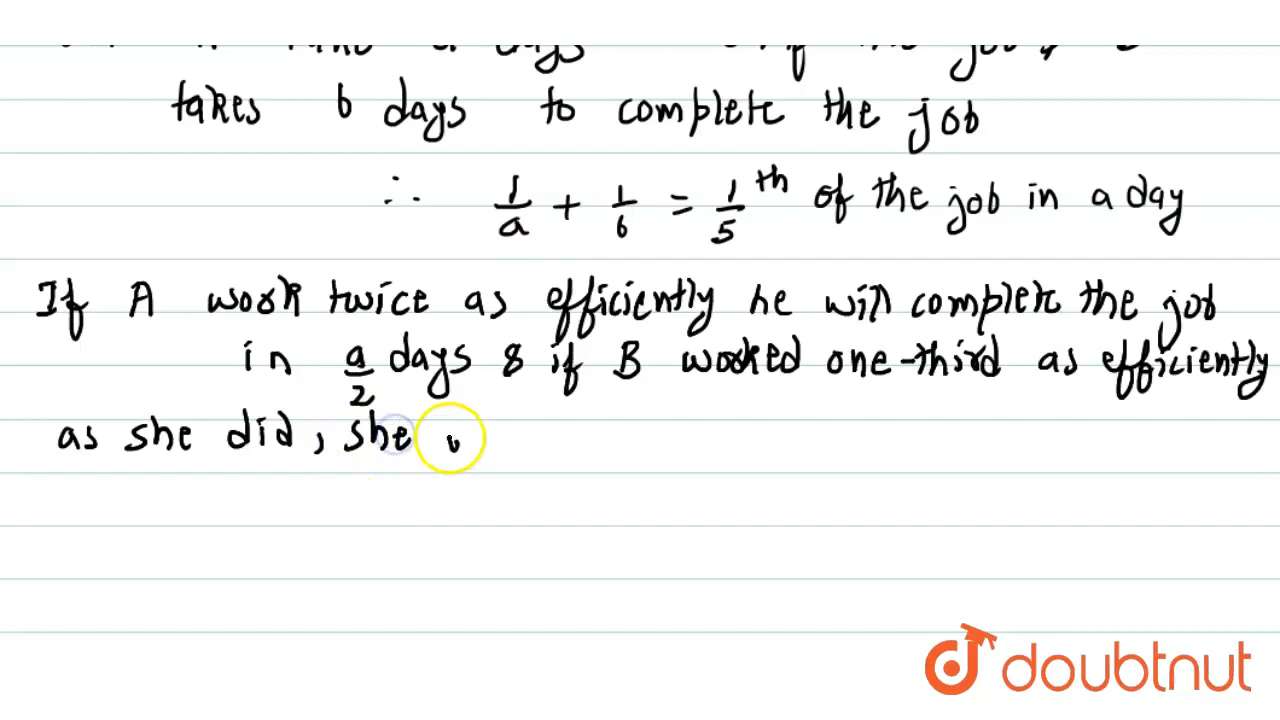 takes b days to complete the job
∴ 1/a + 1/b = 1/5 th of the job in a day
If A work twice as efficiently he will complete the job
in a/2 days & if B worked one-third as efficiently
as she did, she
doubtnut